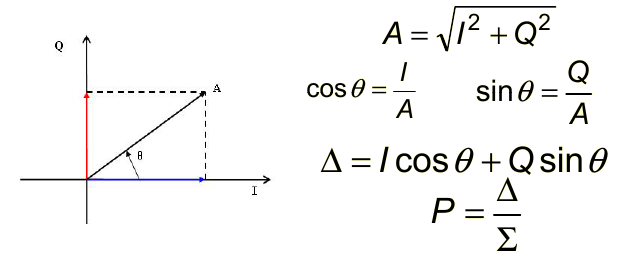 Q
A
θ
I
A = √(I² + Q²)
cos θ = I/A    sin θ = Q/A
Δ = I cos θ + Q sin θ
P = Δ/Σ